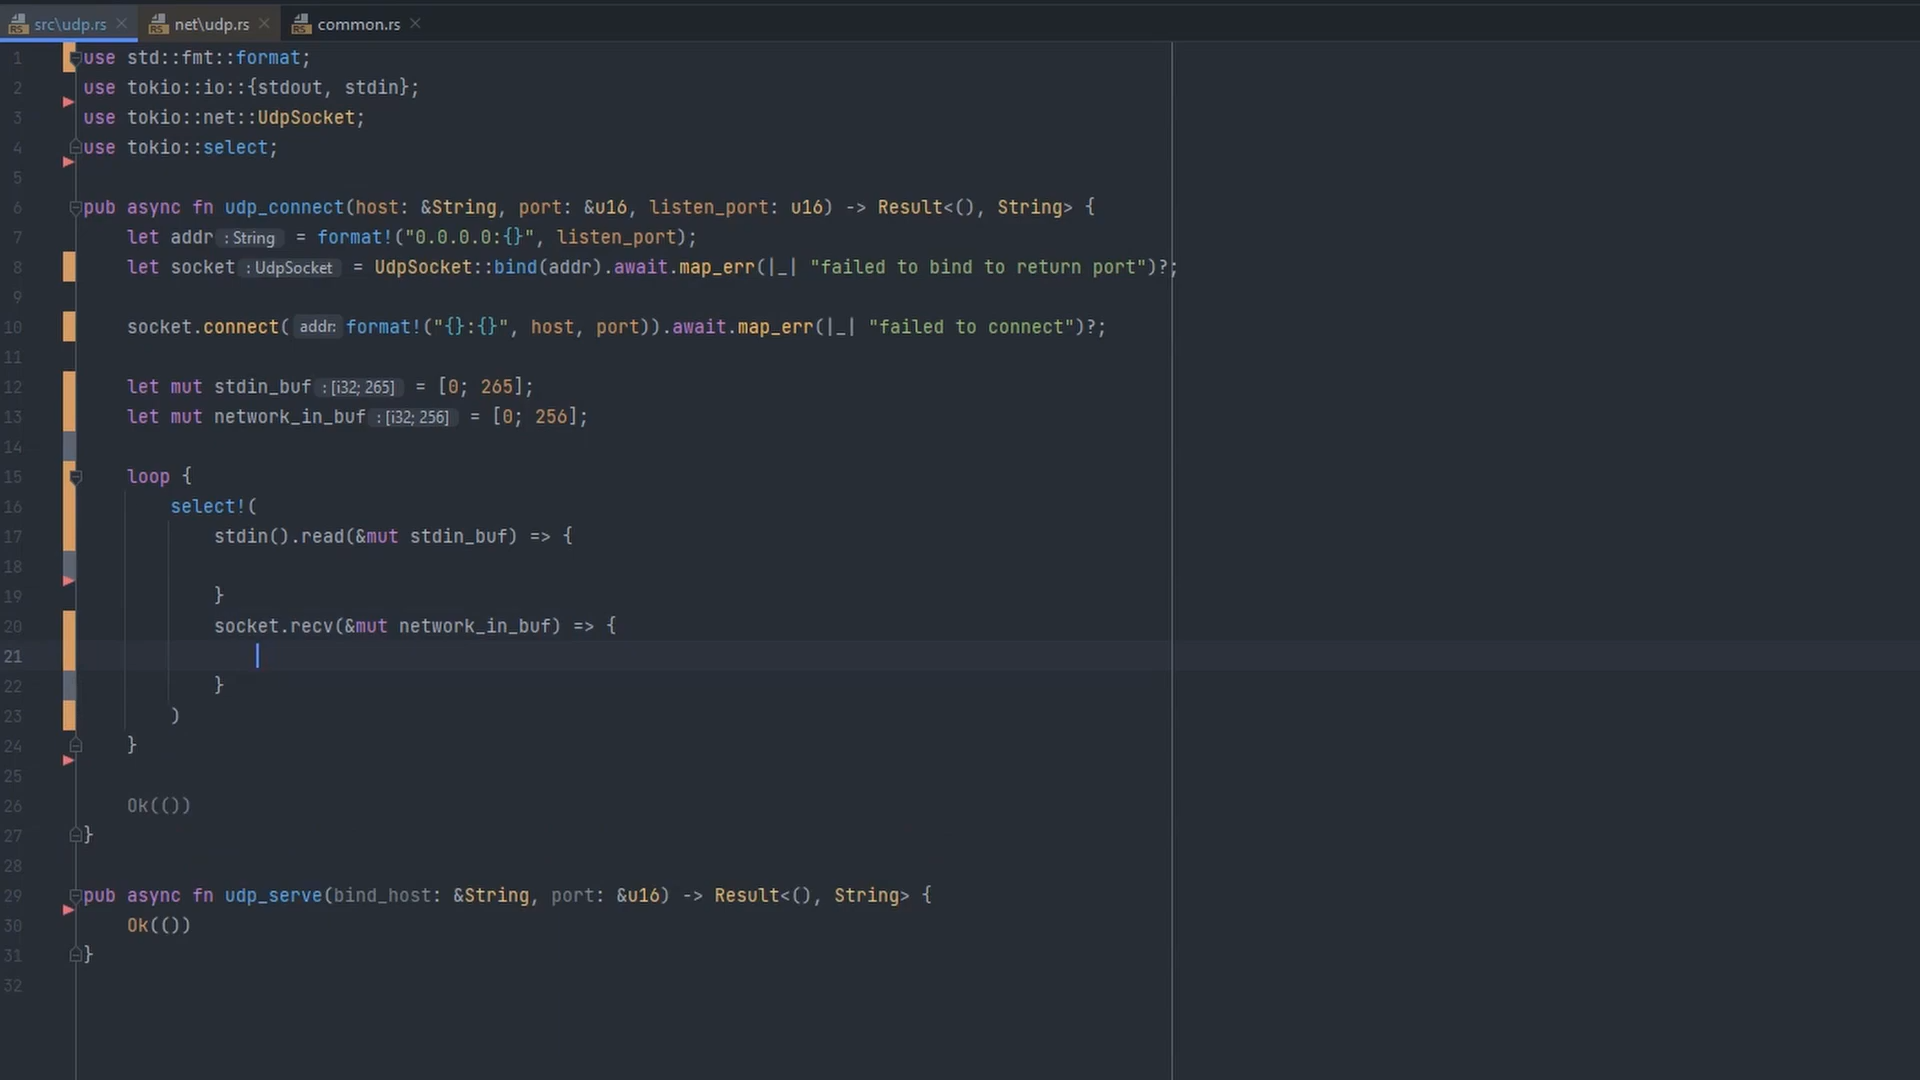 src\udp.rs net\udp.rs common.rs
1 use std::fmt::format;
2 use tokio::io::{stdout, stdin};
3 use tokio::net::UdpSocket;
4 use tokio::select;
5
6 pub async fn udp_connect(host: &String, port: &u16, listen_port: u16) -> Result<(), String> {
7 let addr : String = format!("0.0.0.0:{}", listen_port);
8 let socket : UdpSocket = UdpSocket::bind(addr).await.map_err(|_| "failed to bind to return port")?;
9
10 socket.connect( addr: format!("{}:{}", host, port)).await.map_err(|_| "failed to connect")?;
11
12 let mut stdin_buf : [i32; 265] = [0; 265];
13 let mut network_in_buf : [i32; 256] = [0; 256];
14
15 loop {
16 select!(
17 stdin().read(&mut stdin_buf) => {
18
19 }
20 socket.recv(&mut network_in_buf) => {
21
22 }
23 )
24 }
25
26 Ok(())
27 }
28
29 pub async fn udp_serve(bind_host: &String, port: &u16) -> Result<(), String> {
30 Ok(())
31 }
32